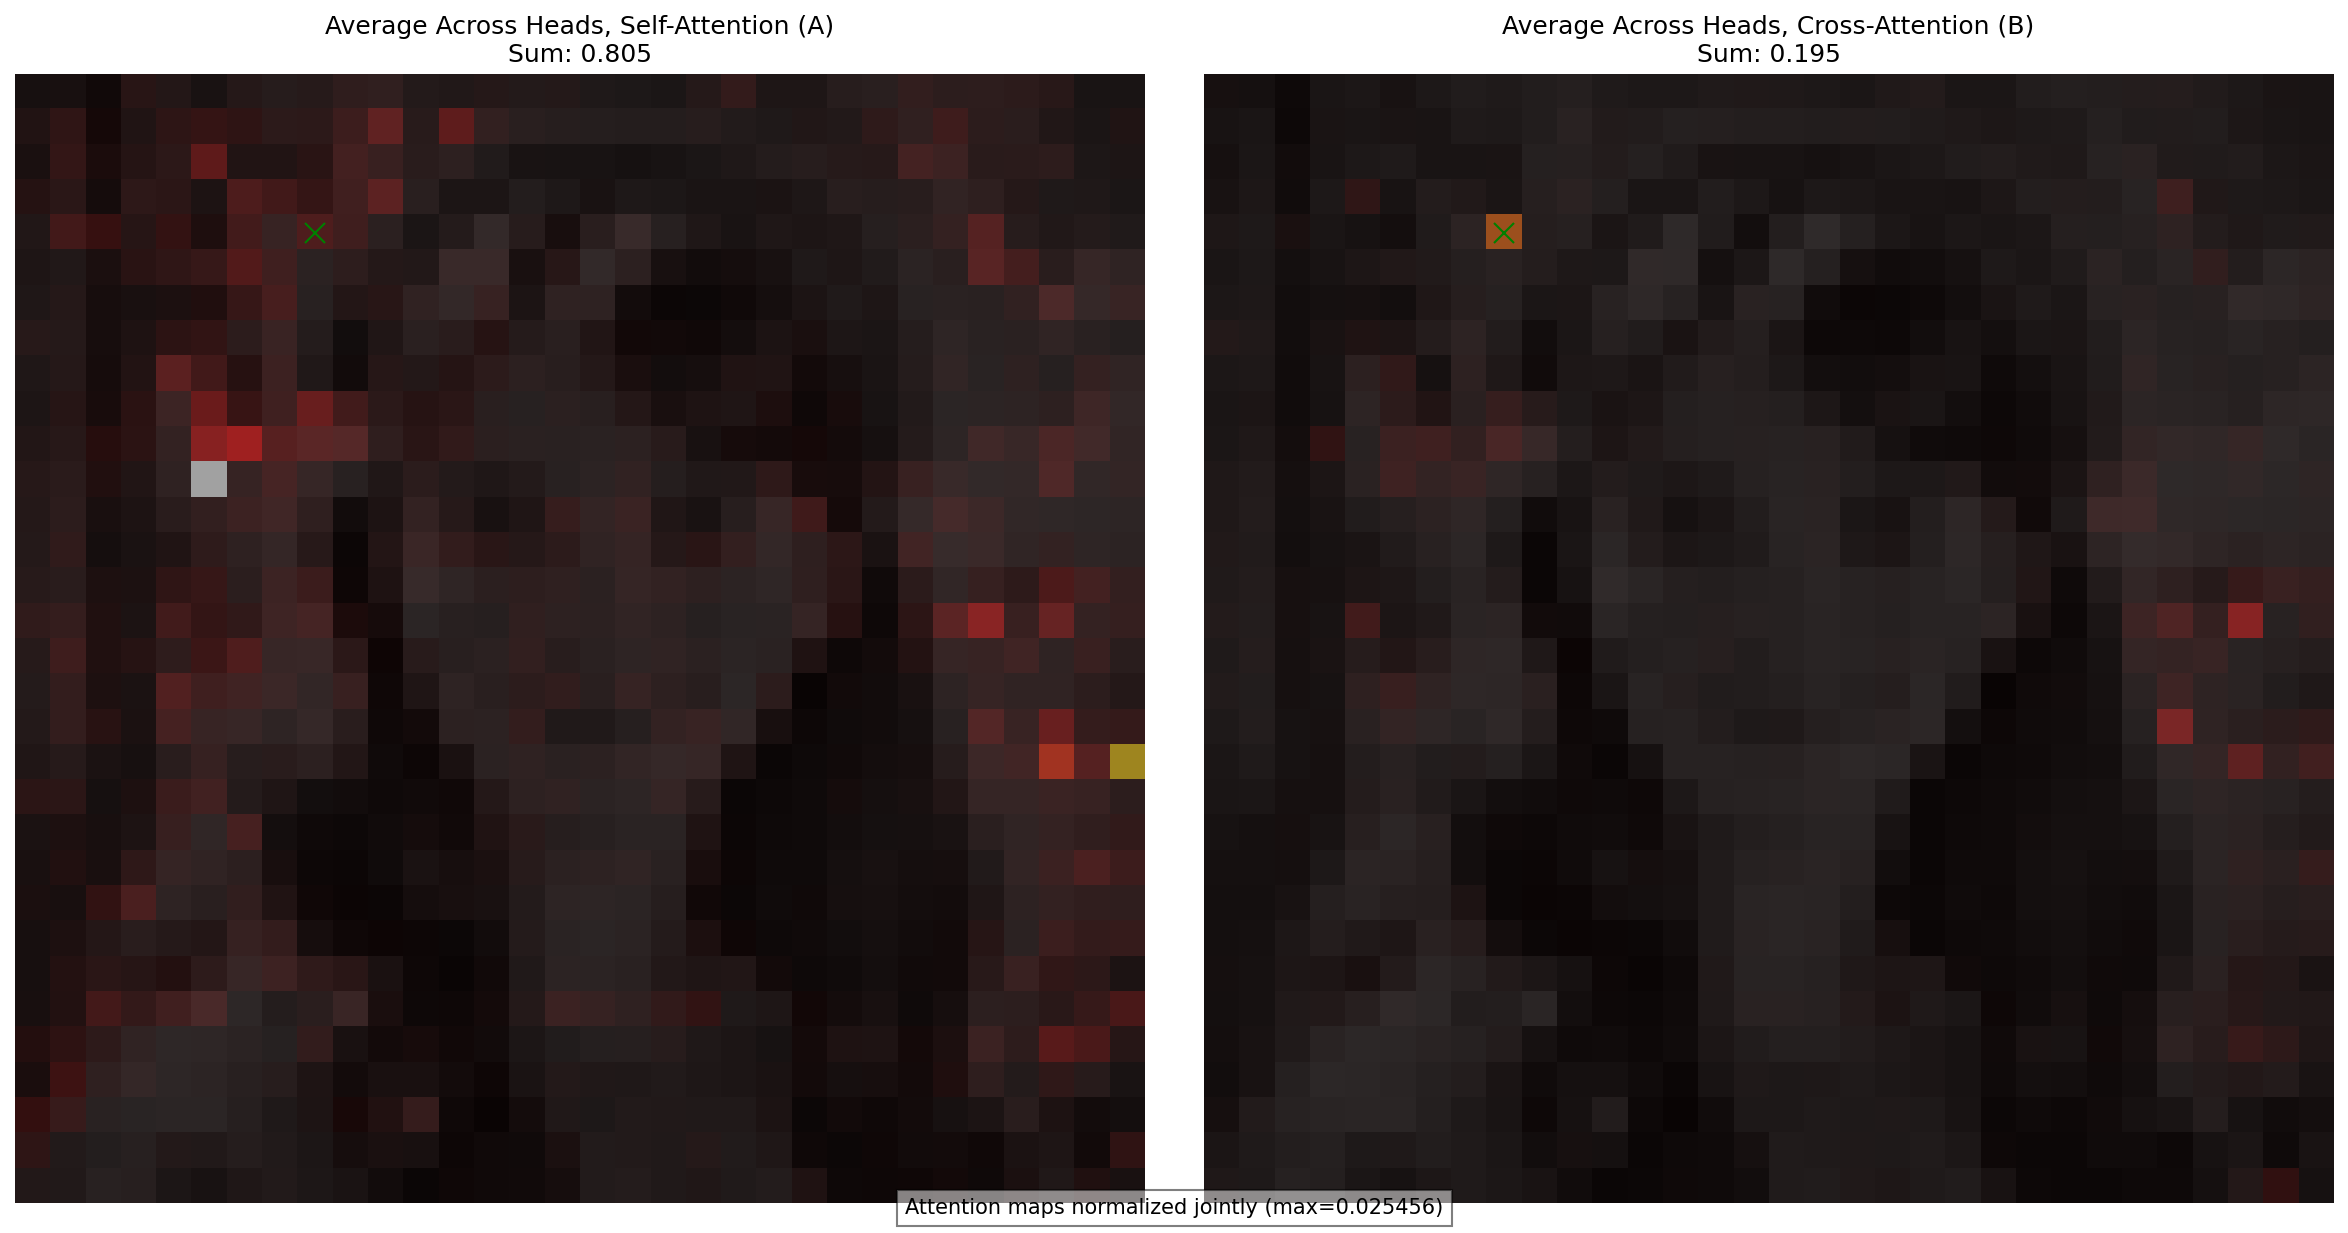 Average Across Heads, Self-Attention (A)
Sum: 0.805
Average Across Heads, Cross-Attention (B)
Sum: 0.195
Attention maps normalized jointly (max=0.025456)